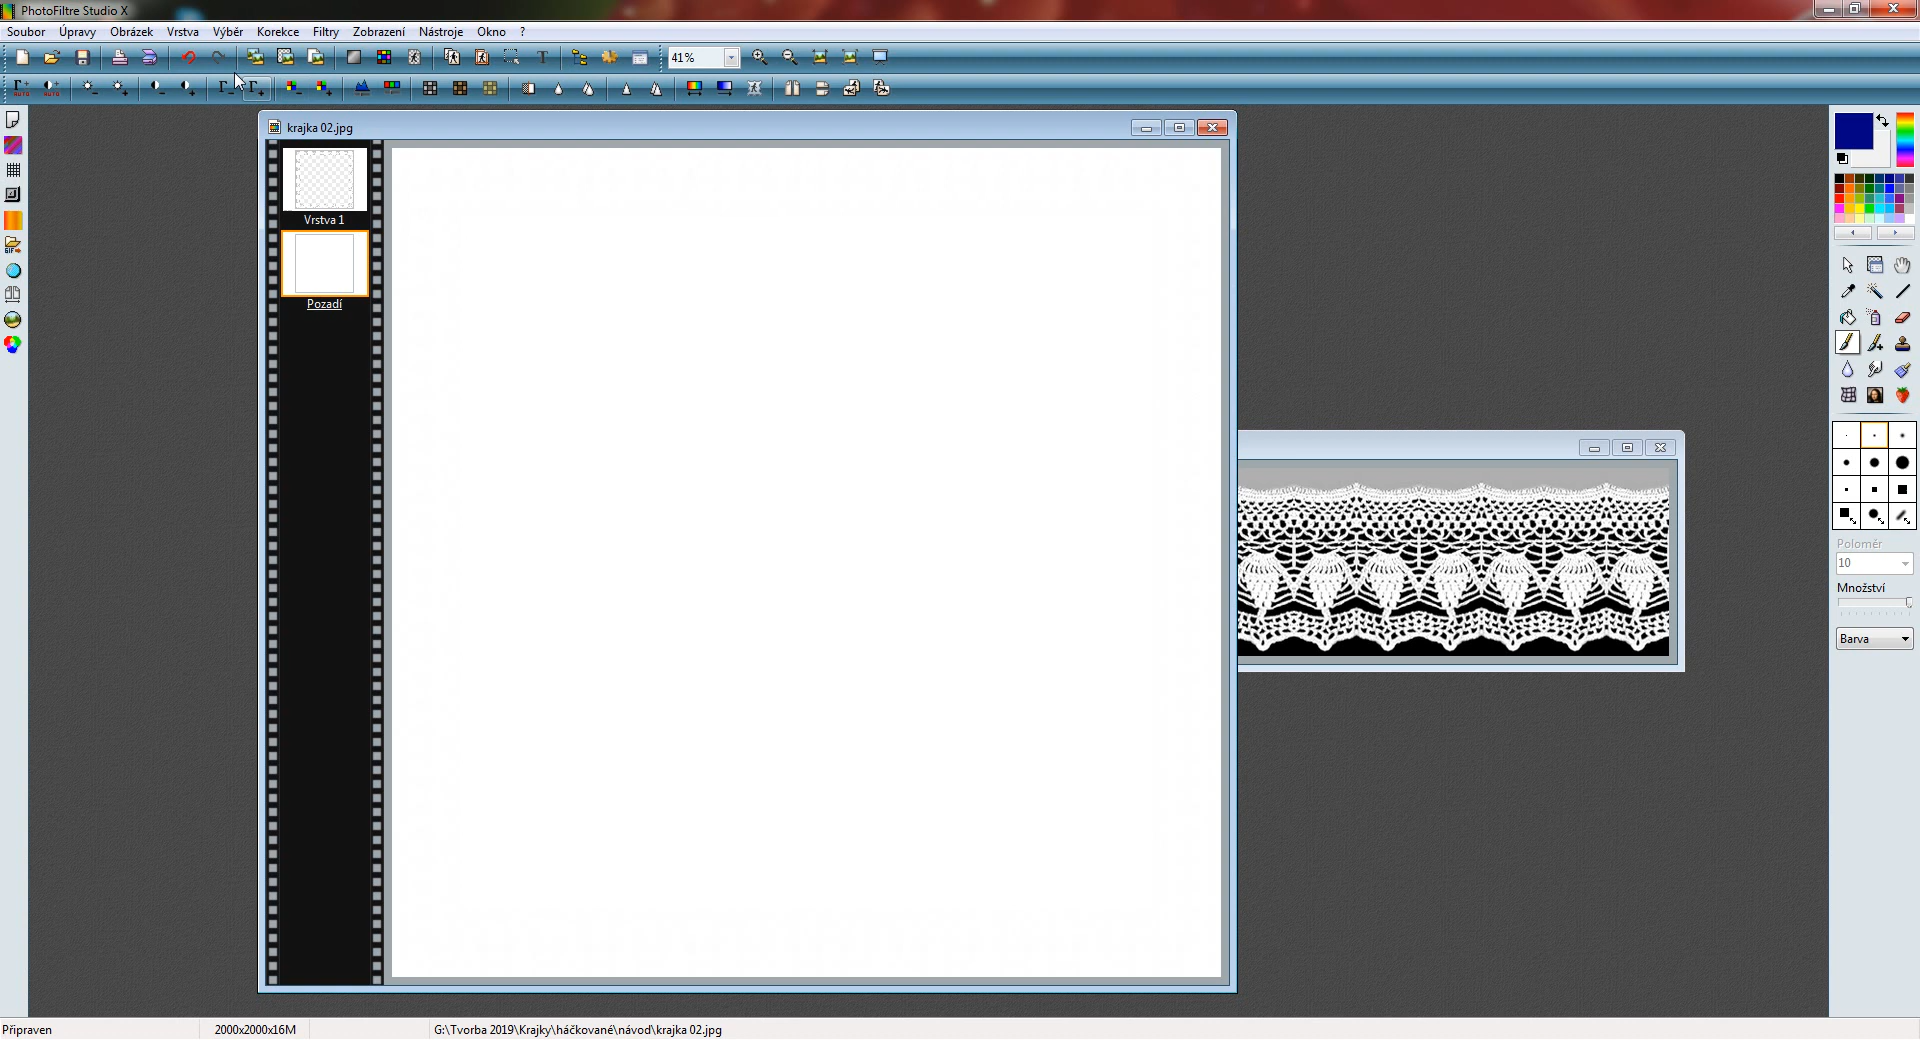 PhotoFiltre Studio X
Soubor Úpravy Obrázek Vrstva Výběr Korekce Filtry Zobrazení Nástroje Okno ?
41%
krajka 02.jpg
Vrstva 1
Pozadí
Poloměr
10
Množství
Barva
Připraven 2000x2000x16M G:\Tvorba 2019\Krajky\háčkované\návod\krajka 02.jpg